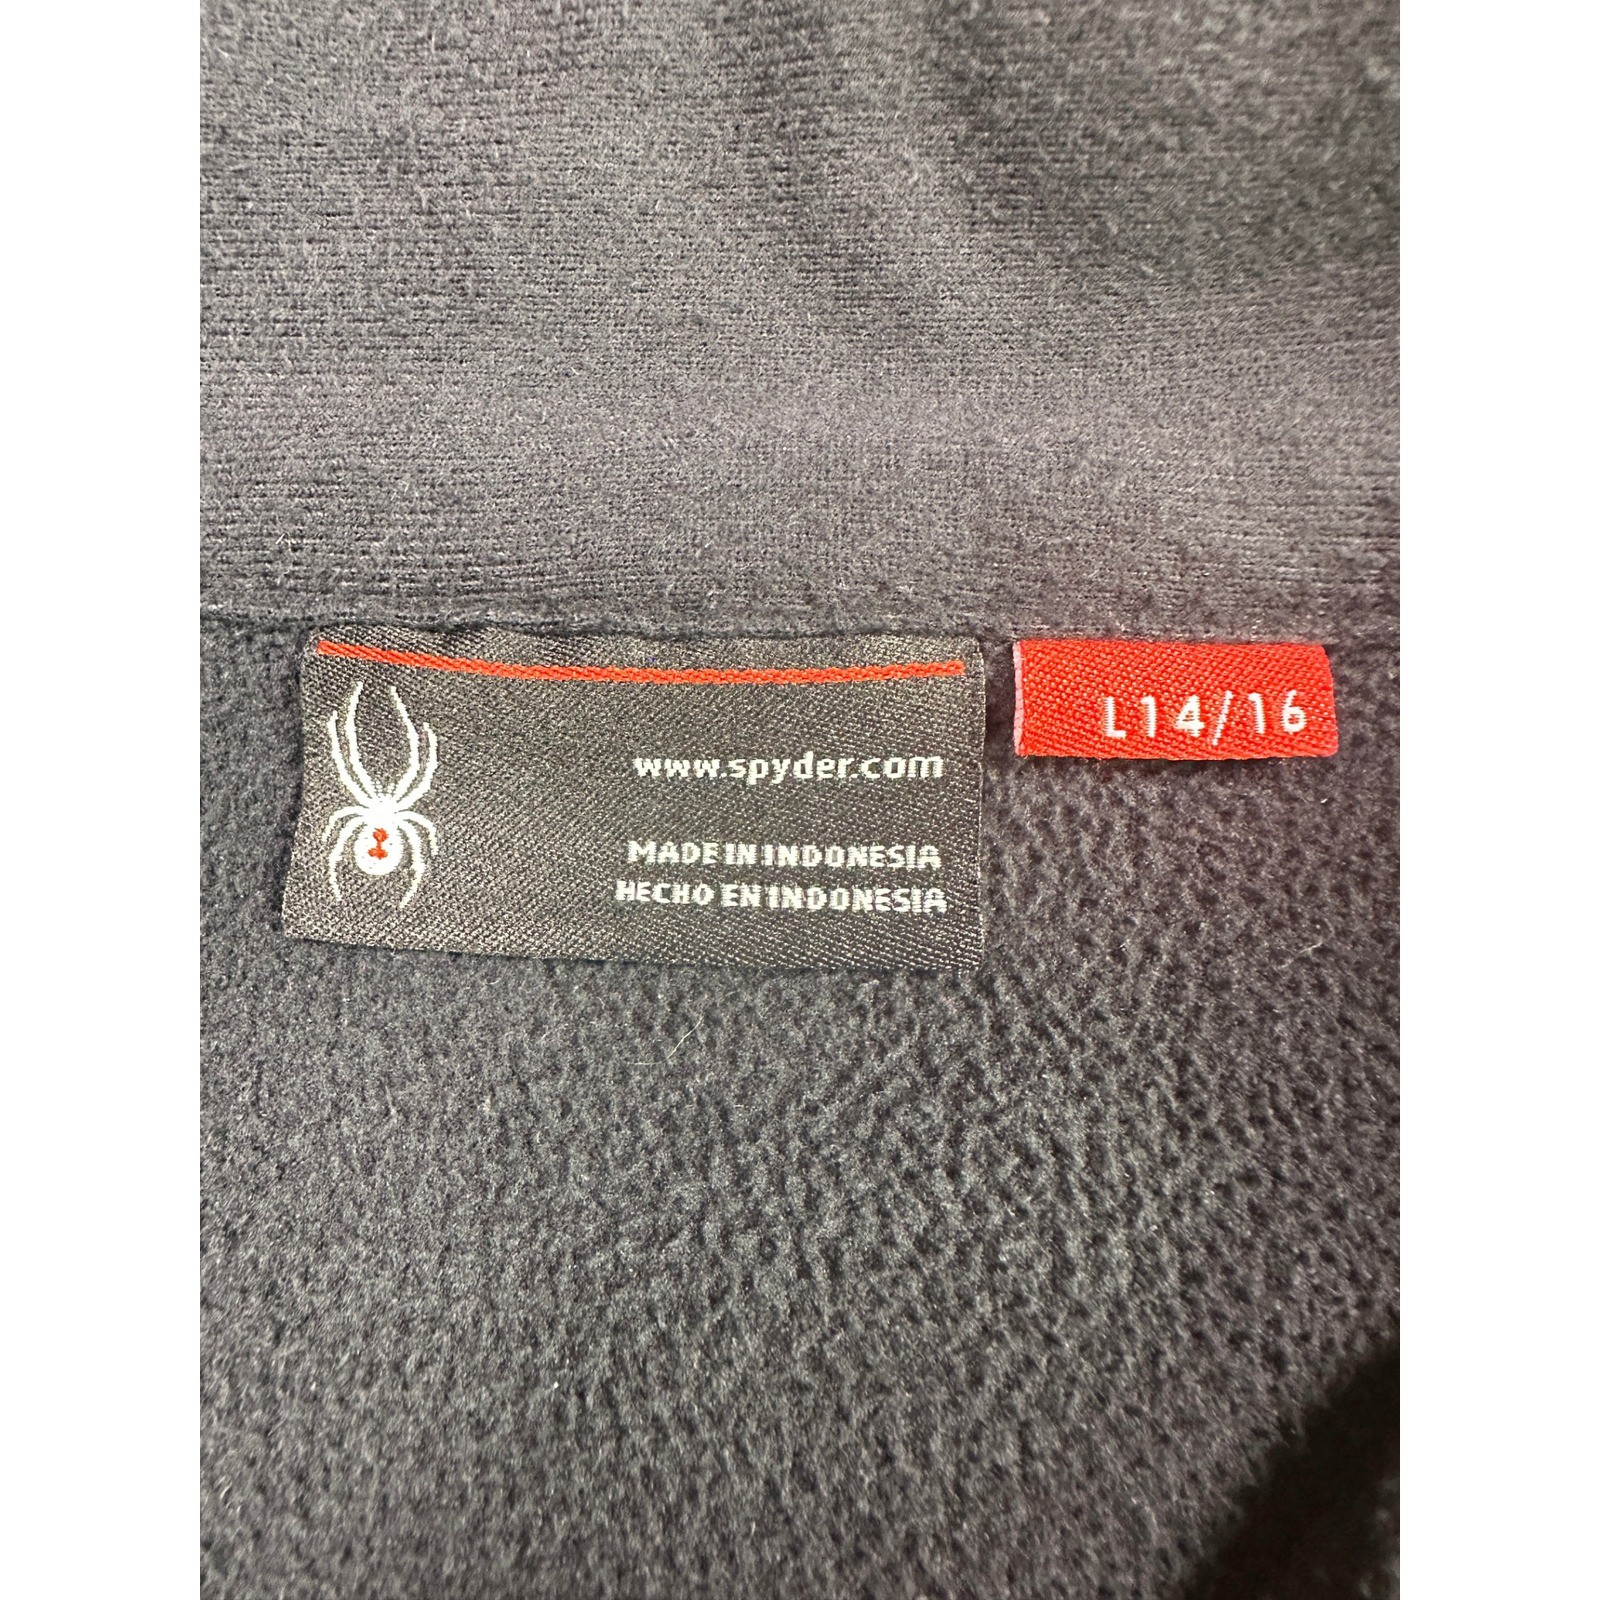 L14/16
www.spyder.com
MADE IN INDONESIA
HECHO EN INDONESIA